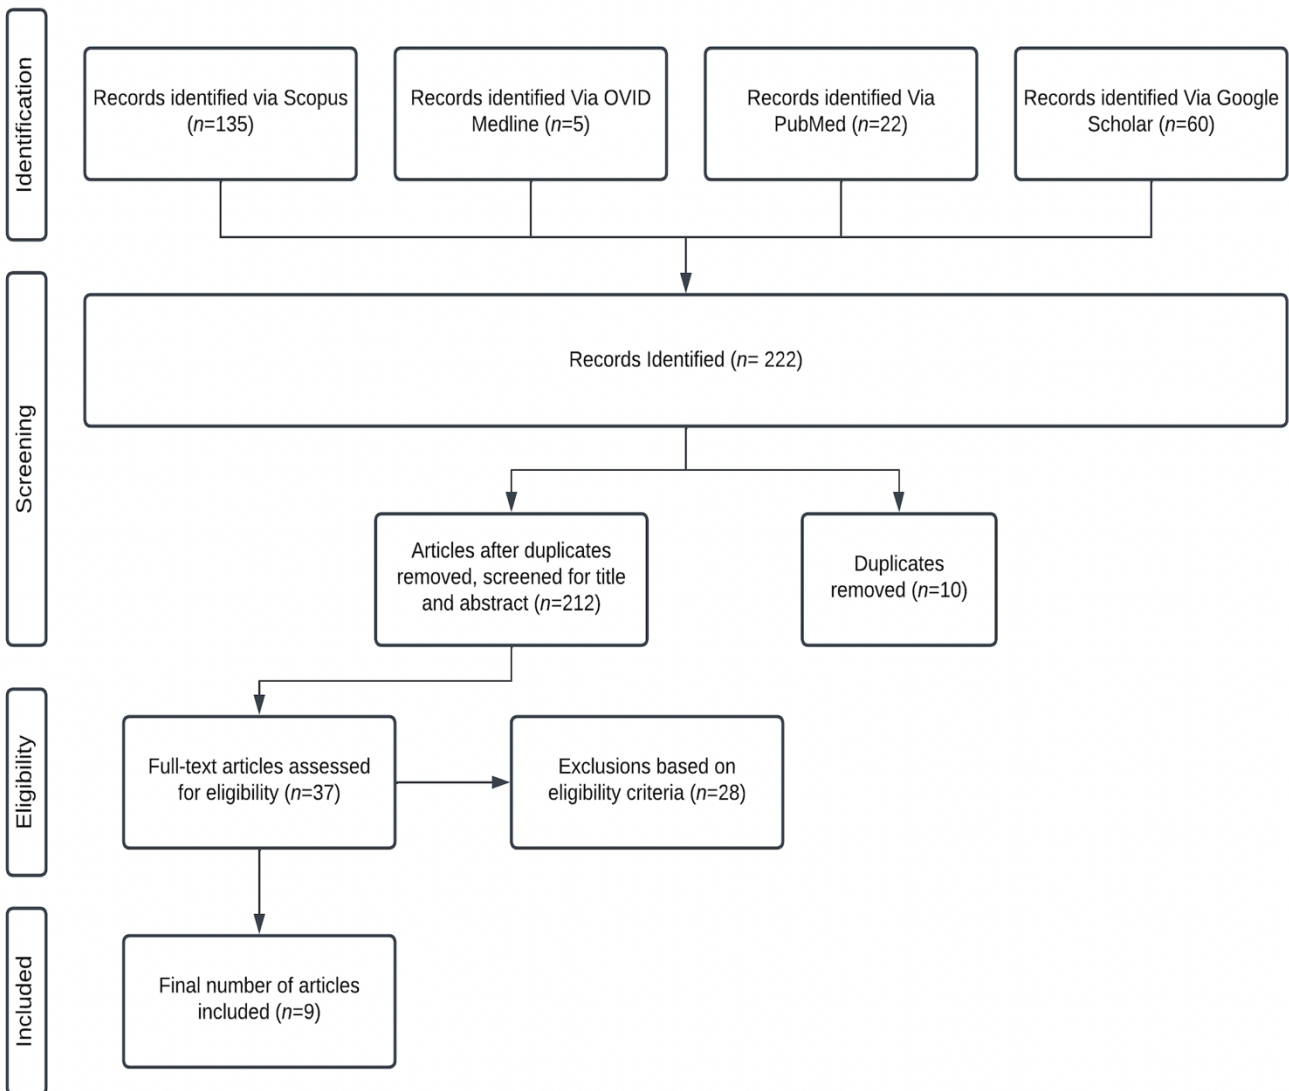 Identification
Records identified via Scopus
(n=135)
Records identified Via OVID
Medline (n=5)
Records identified Via
PubMed (n=22)
Records identified Via Google
Scholar (n=60)
Screening
Records Identified (n= 222)
Articles after duplicates
removed, screened for title
and abstract (n=212)
Duplicates
removed (n=10)
Eligibility
Full-text articles assessed
for eligibility (n=37)
Exclusions based on
eligibility criteria (n=28)
Included
Final number of articles
included (n=9)